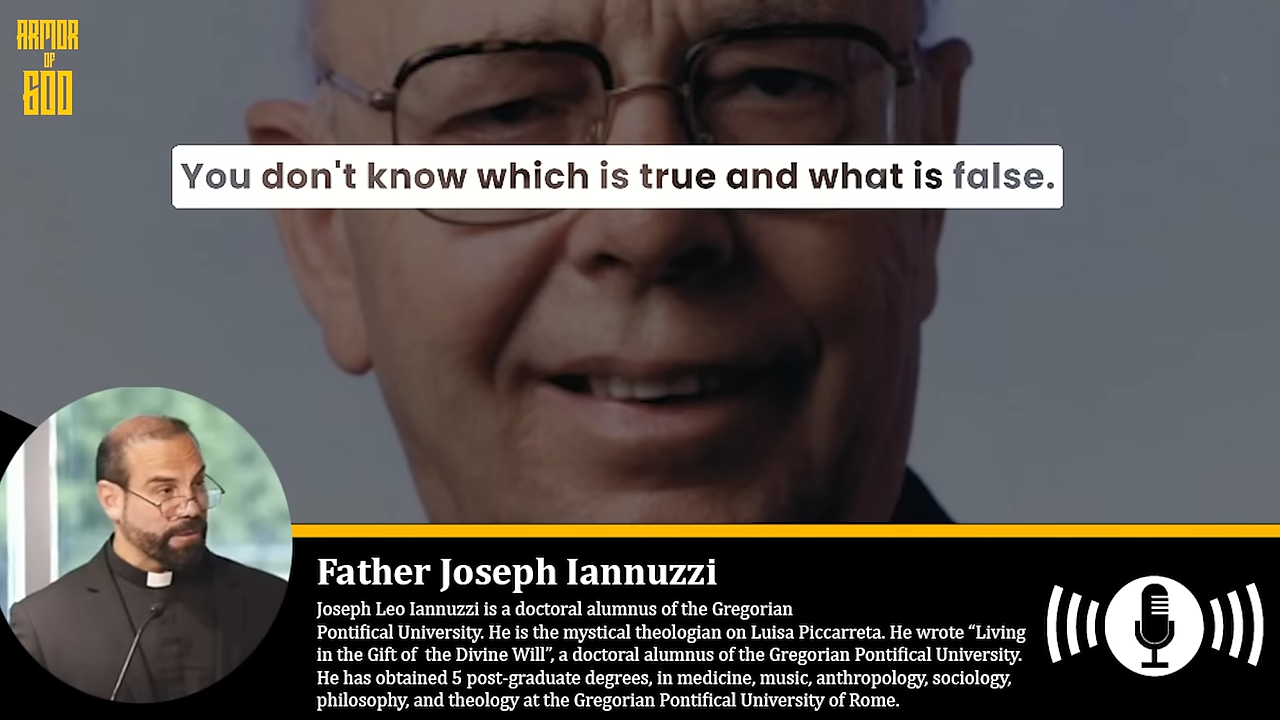 ARMOR
OF
GOD
You don't know which is true and what is false.
Father Joseph Iannuzzi
Joseph Leo Iannuzzi is a doctoral alumnus of the Gregorian
Pontifical University. He is the mystical theologian on Luisa Piccarreta. He wrote “Living
in the Gift of the Divine Will”, a doctoral alumnus of the Gregorian Pontifical University.
He has obtained 5 post-graduate degrees, in medicine, music, anthropology, sociology,
philosophy, and theology at the Gregorian Pontifical University of Rome.